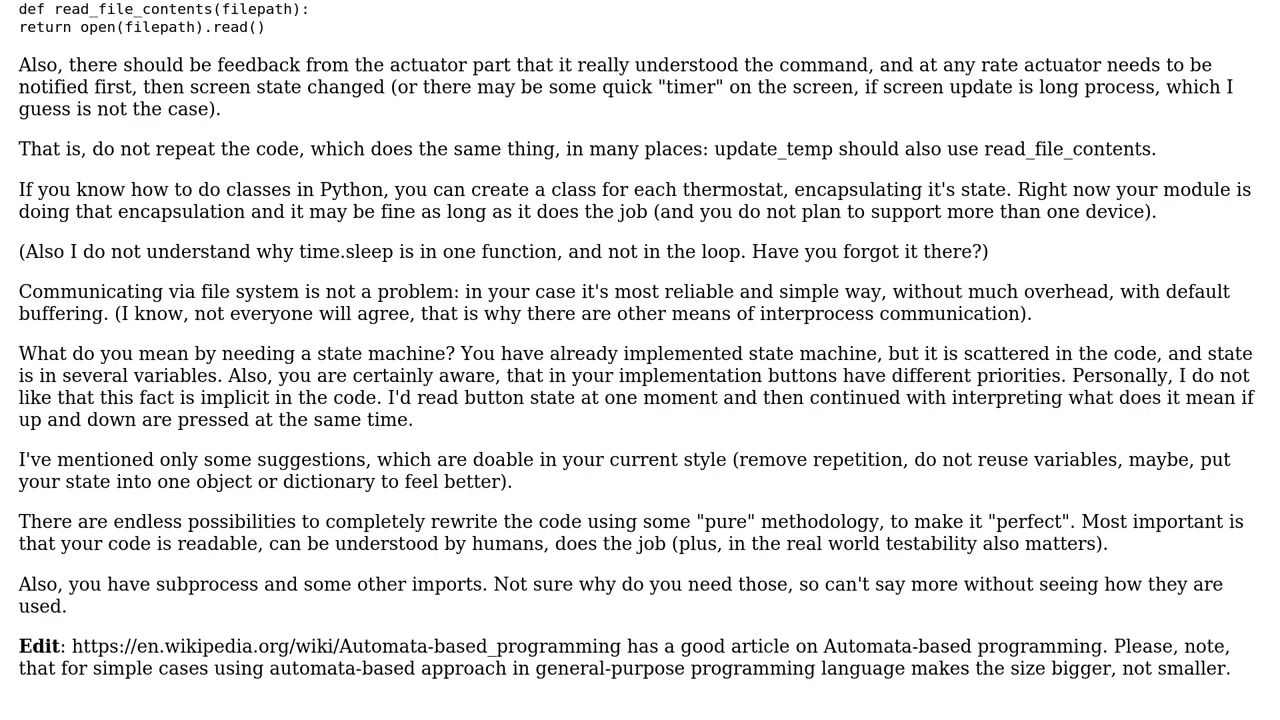 def read_file_contents(filepath):
return open(filepath).read()
Also, there should be feedback from the actuator part that it really understood the command, and at any rate actuator needs to be
notified first, then screen state changed (or there may be some quick "timer" on the screen, if screen update is long process, which I
guess is not the case).
That is, do not repeat the code, which does the same thing, in many places: update_temp should also use read_file_contents.
If you know how to do classes in Python, you can create a class for each thermostat, encapsulating it's state. Right now your module is
doing that encapsulation and it may be fine as long as it does the job (and you do not plan to support more than one device).
(Also I do not understand why time.sleep is in one function, and not in the loop. Have you forgot it there?)
Communicating via file system is not a problem: in your case it's most reliable and simple way, without much overhead, with default
buffering. (I know, not everyone will agree, that is why there are other means of interprocess communication).
What do you mean by needing a state machine? You have already implemented state machine, but it is scattered in the code, and state
is in several variables. Also, you are certainly aware, that in your implementation buttons have different priorities. Personally, I do not
like that this fact is implicit in the code. I'd read button state at one moment and then continued with interpreting what does it mean if
up and down are pressed at the same time.
I've mentioned only some suggestions, which are doable in your current style (remove repetition, do not reuse variables, maybe, put
your state into one object or dictionary to feel better).
There are endless possibilities to completely rewrite the code using some "pure" methodology, to make it "perfect". Most important is
that your code is readable, can be understood by humans, does the job (plus, in the real world testability also matters).
Also, you have subprocess and some other imports. Not sure why do you need those, so can't say more without seeing how they are
used.
Edit: https://en.wikipedia.org/wiki/Automata-based_programming has a good article on Automata-based programming. Please, note,
that for simple cases using automata-based approach in general-purpose programming language makes the size bigger, not smaller.